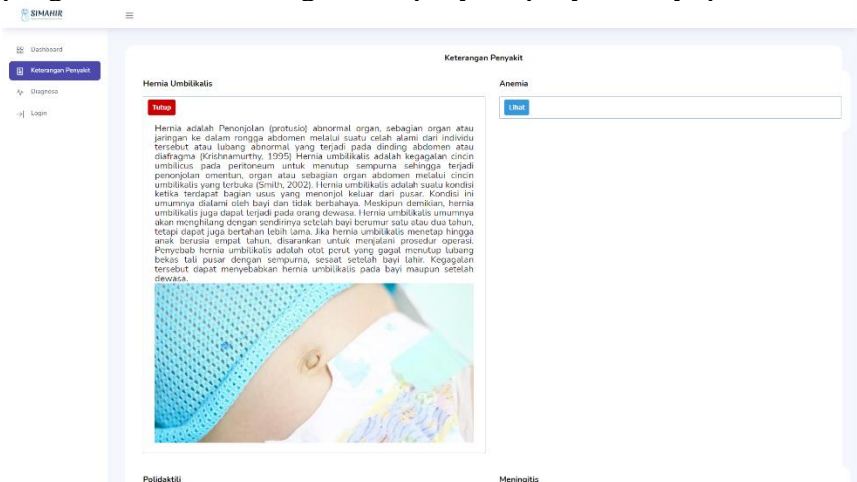 SIMAHIR
Dashboard
Keterangan Penyakit
Diagnosa
Login
Keterangan Penyakit
Hernia Umbilikalis
Anemia
Tutup
Lihat
Hernia adalah Penonjolan (protusio) abnormal organ, sebagian organ atau
jaringan ke dalam rongga abdomen melalui suatu celah alami dari individu
tersebut atau lubang abnormal yang terjadi pada dinding abdomen atau
diafragma (Krishnamurthy, 1995) Hernia umbilikalis adalah kegagalan cincin
umbilicus pada peritoneum untuk menutup sempurna sehingga terjadi
penonjolan omentun, organ atau sebagian organ abdomen melalui cincin
umbilikalis yang terbuka (Smith, 2002). Hernia umbilikalis adalah suatu kondisi
ketika terdapat bagian usus yang menonjol keluar dari pusar. Kondisi ini
umumnya dialami oleh bayi dan tidak berbahaya. Meskipun demikian, hernia
umbilikalis juga dapat terjadi pada orang dewasa. Hernia umbilikalis umumnya
akan menghilang dengan sendirinya setelah bayi berumur satu atau dua tahun,
tetapi dapat juga bertahan lebih lama. Jika hernia umbilikalis menetap hingga
anak berusia empat tahun, disarankan untuk menjalani prosedur operasi.
Penyebab hernia umbilikalis adalah otot perut yang gagal menutup lubang
bekas tali pusar dengan sempurna, sesaat setelah bayi lahir. Kegagalan
tersebut dapat menyebabkan hernia umbilikalis pada bayi maupun setelah
dewasa.
Polidaktili
Meningitis